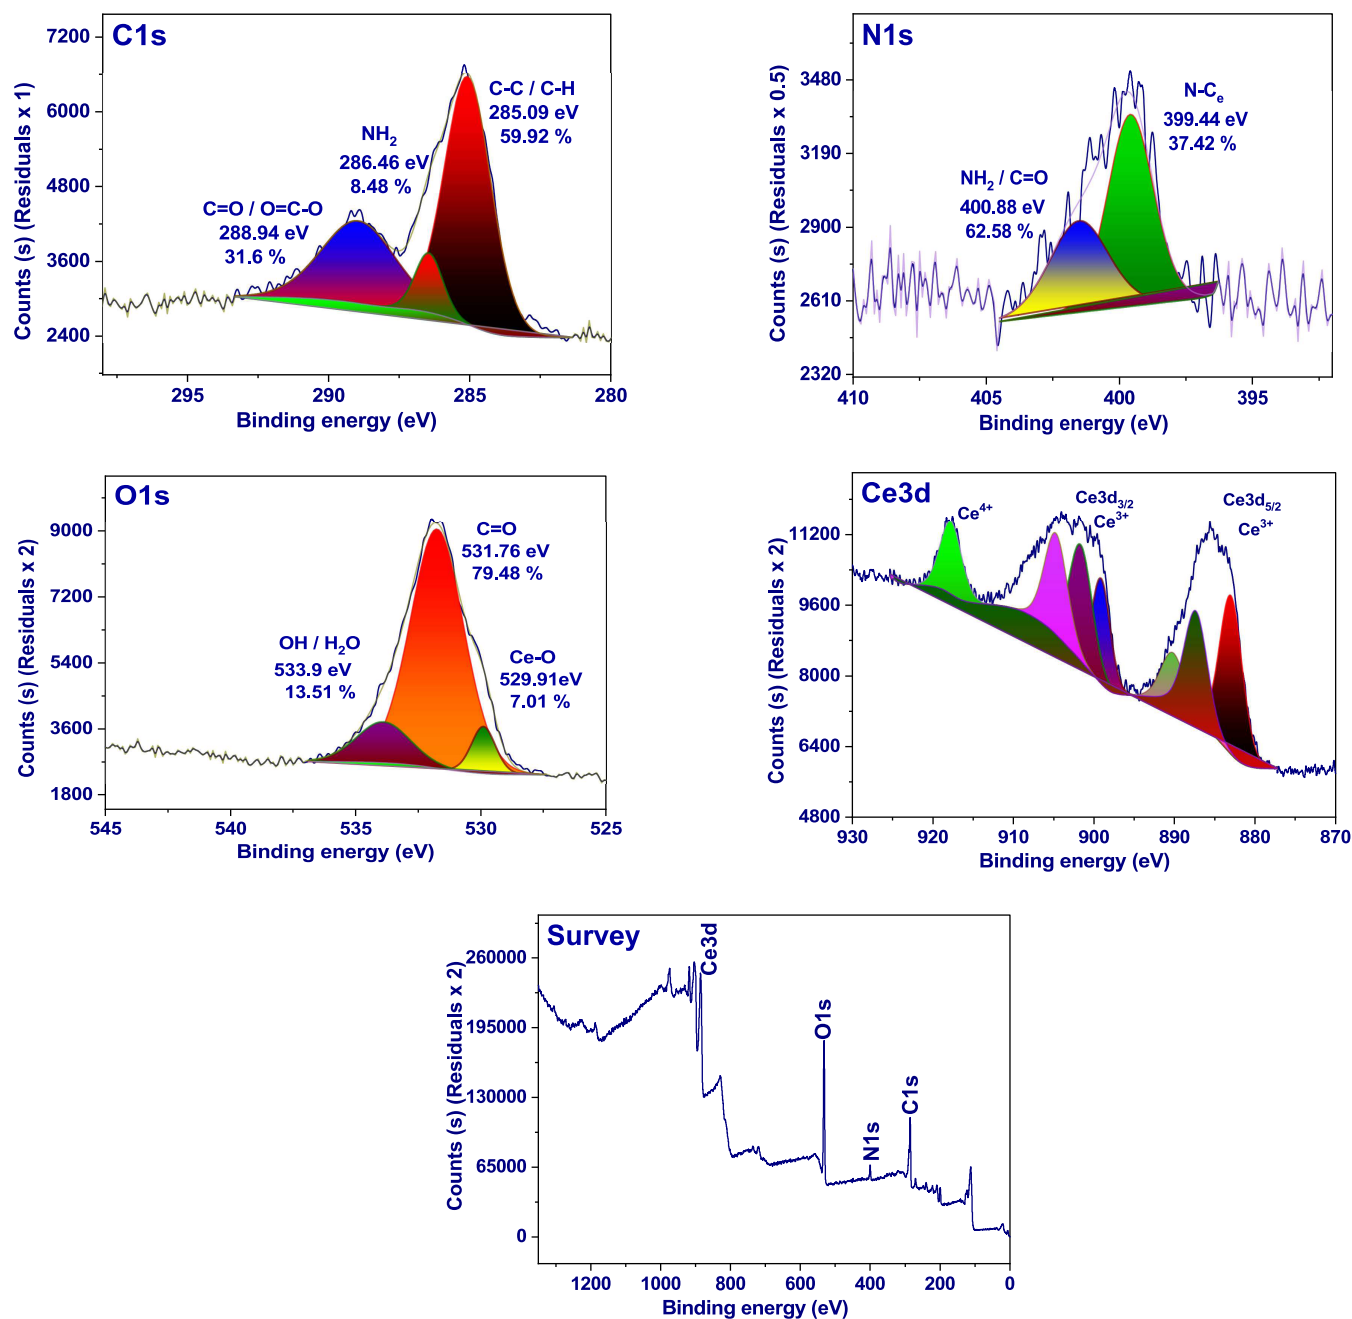 C1s
Counts (s) (Residuals x 1)
7200
6000
4800
3600
2400
C-C / C-H
285.09 eV
59.92 %
NH2
286.46 eV
8.48 %
C=O / O=C-O
288.94 eV
31.6 %
295
290
285
280
Binding energy (eV)
N1s
Counts (s) (Residuals x 0.5)
3480
3190
2900
2610
2320
N-Ce
399.44 eV
37.42 %
NH2 / C=O
400.88 eV
62.58 %
410
405
400
395
Binding energy (eV)
O1s
Counts (s) (Residuals x 2)
9000
7200
5400
3600
1800
C=O
531.76 eV
79.48 %
OH / H2O
533.9 eV
13.51 %
Ce-O
529.91eV
7.01 %
545
540
535
530
525
Binding energy (eV)
Ce3d
Counts (s) (Residuals x 2)
11200
9600
8000
6400
4800
Ce4+
Ce3d3/2
Ce3+
Ce3d5/2
Ce3+
930
920
910
900
890
880
870
Binding energy (eV)
Survey
Counts (s) (Residuals x 2)
260000
195000
130000
65000
0
Ce3d
O1s
N1s
C1s
1200
1000
800
600
400
200
0
Binding energy (eV)